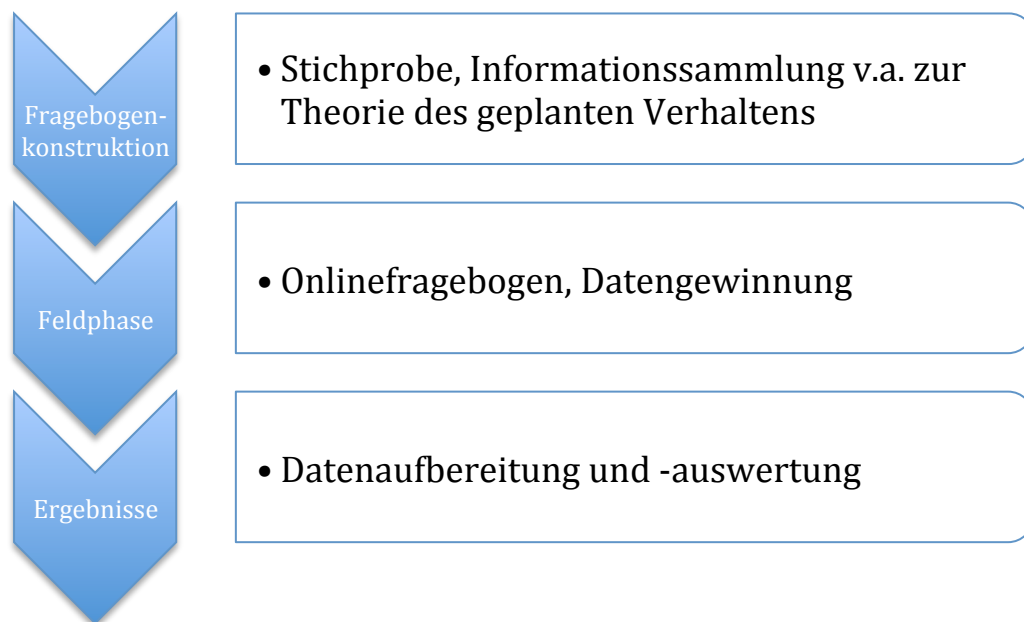 Fragebogen-
konstruktion
• Stichprobe, Informationssammlung v.a. zur
Theorie des geplanten Verhaltens
Feldphase
• Onlinefragebogen, Datengewinnung
Ergebnisse
• Datenaufbereitung und -auswertung